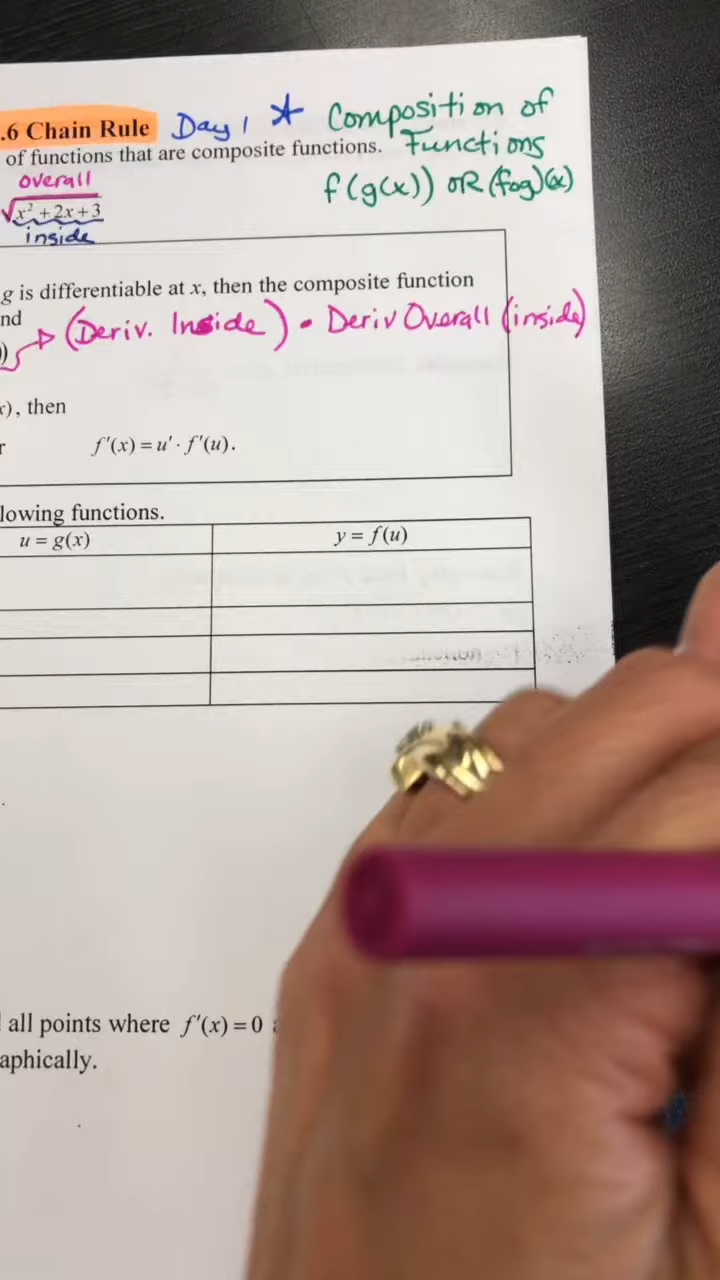 .6 Chain Rule Day 1 * Composition of
of functions that are composite functions. Functions
overall f(g(x)) OR (fog)(x)
√x² + 2x + 3
inside
g is differentiable at x, then the composite function
nd
) (Deriv. Inside) • Deriv Overall (inside)
), then
r f'(x) = u' · f'(u).
lowing functions.
u = g(x) y = f(u)
all points where f'(x) = 0
aphically.